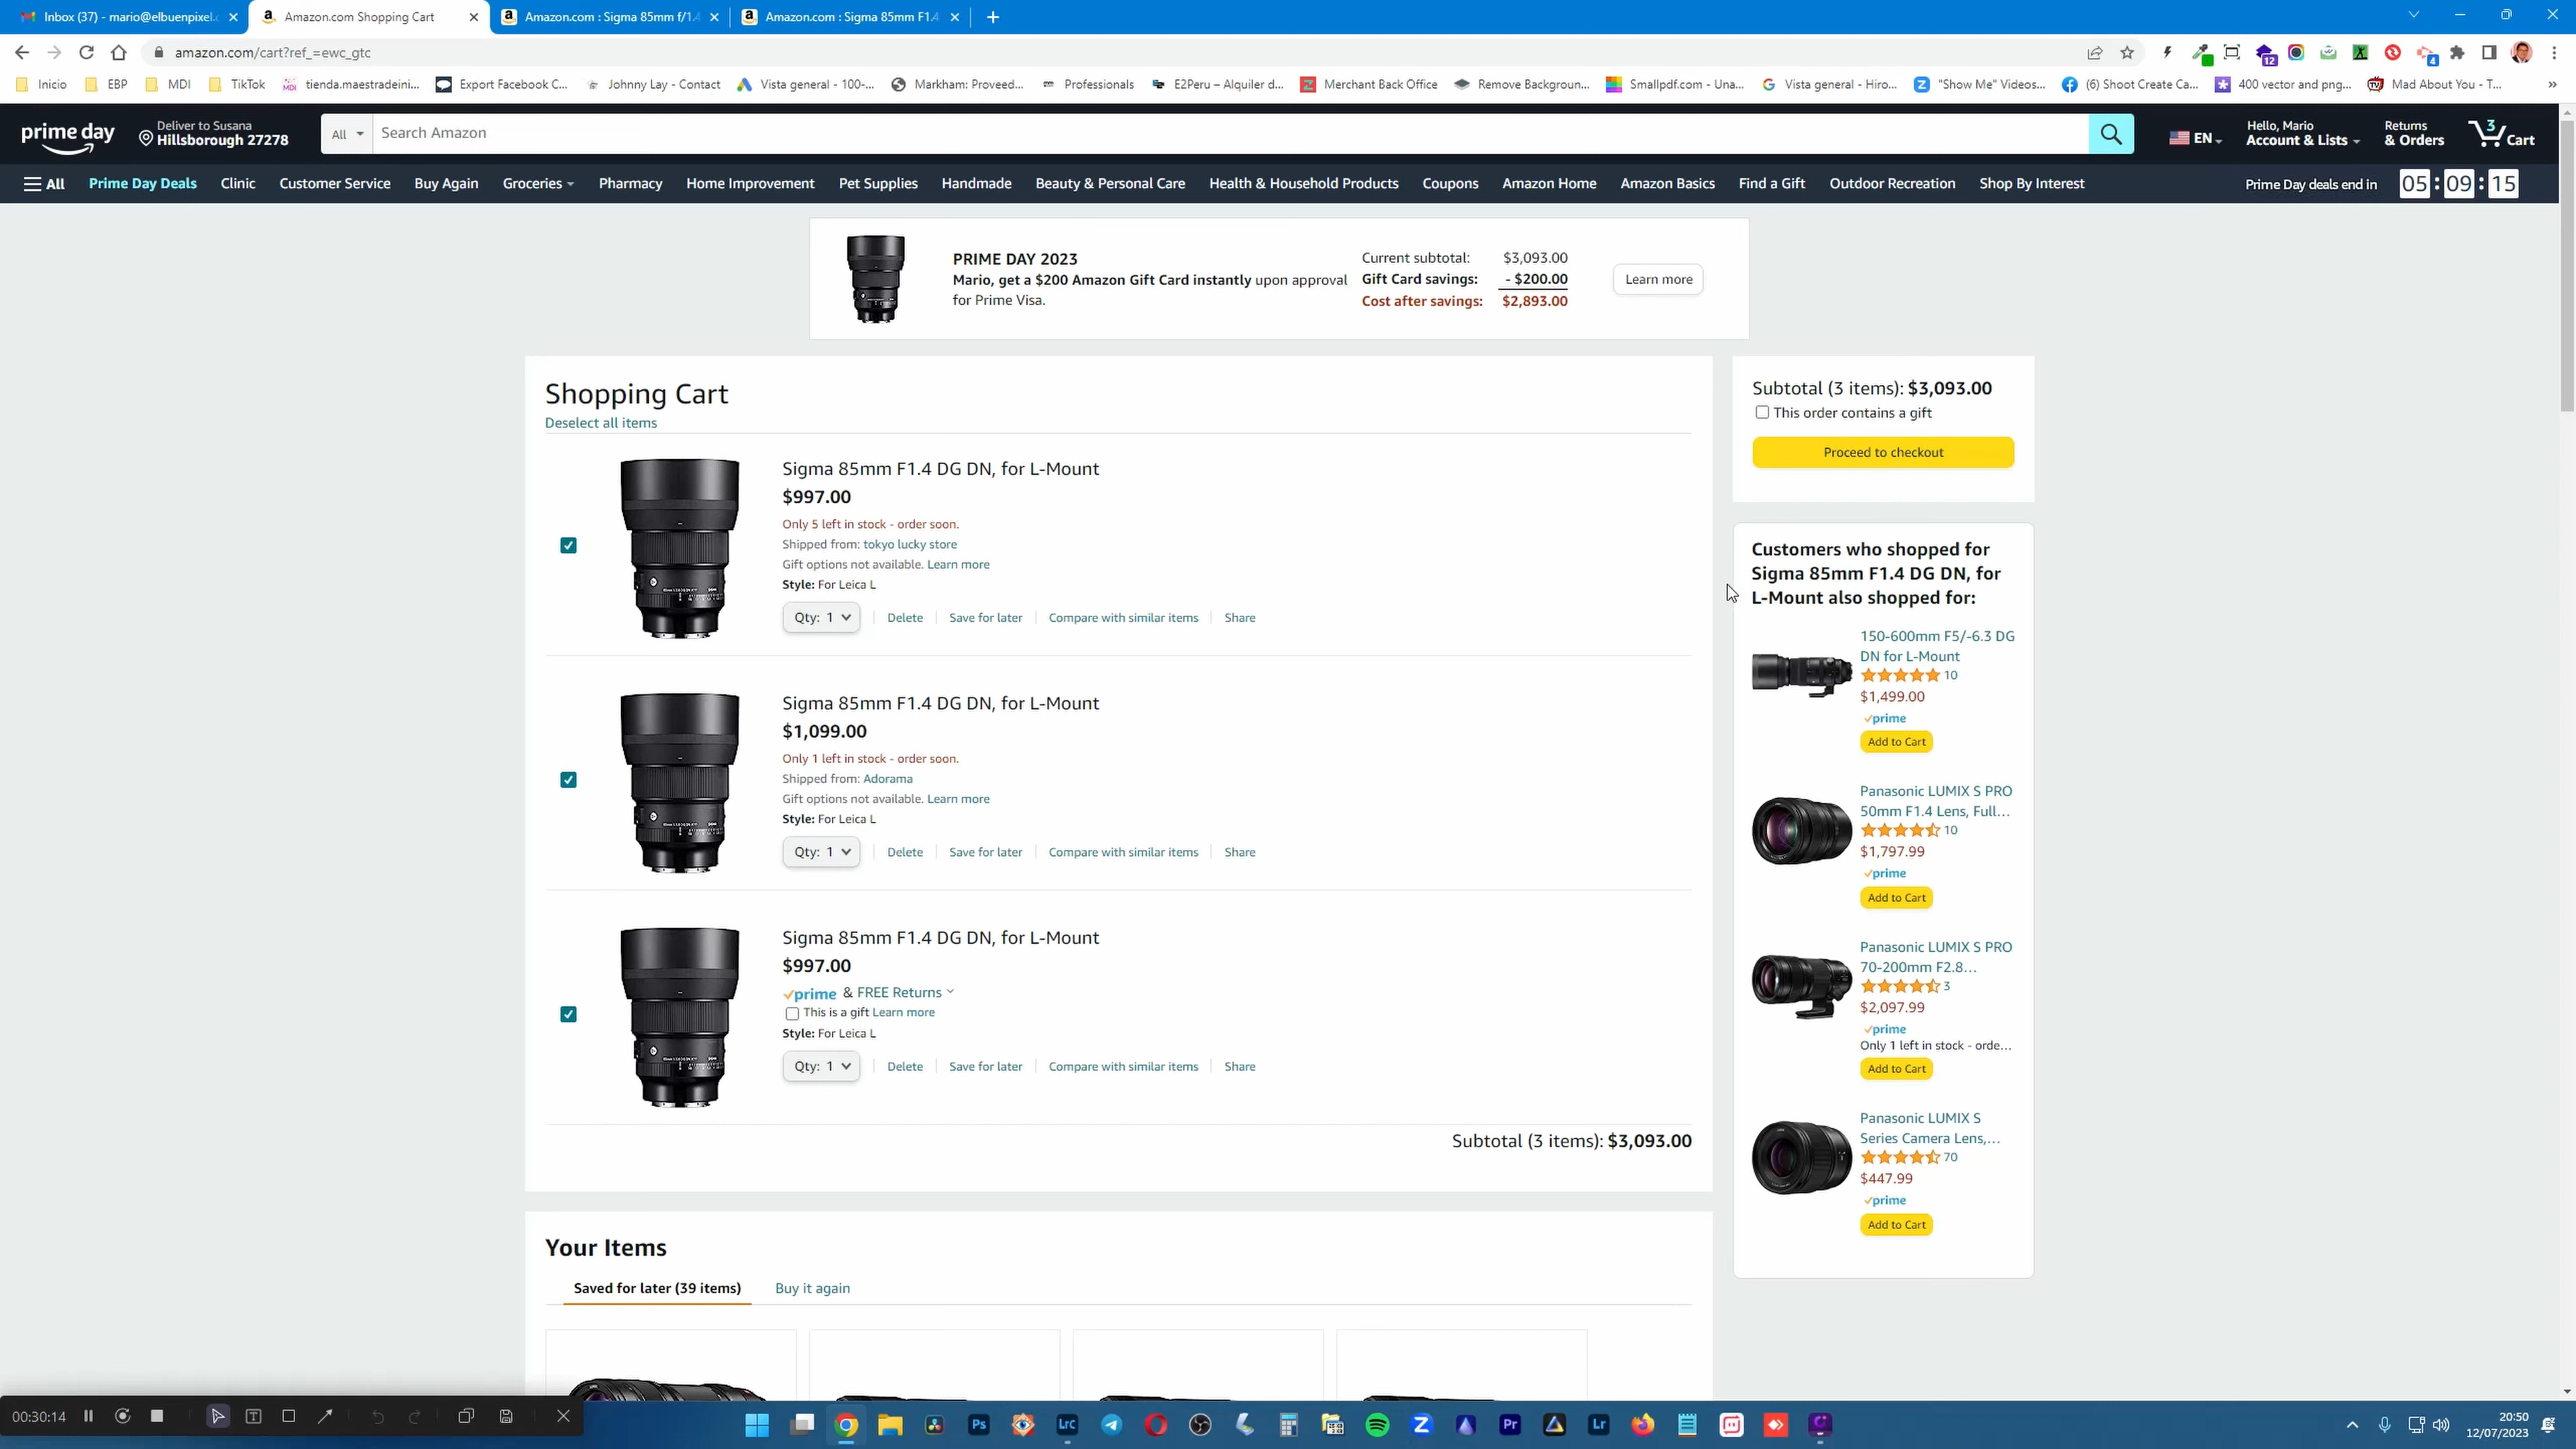 Inbox (37) - mario@elbuenpixel.
Amazon.com Shopping Cart
Amazon.com : Sigma 85mm f/1.4
Amazon.com : Sigma 85mm F1.4
amazon.com/cart?ref_=ewc_gtc
12
4
Inicio
EBP
MDI
TikTok
tienda.maestradeini...
Export Facebook C...
Johnny Lay - Contact
Vista general - 100-...
Markham: Proveed...
Professionals
E2Peru – Alquiler d...
Merchant Back Office
Remove Backgroun...
Smallpdf.com - Una...
Vista general - Hiro...
"Show Me" Videos...
(6) Shoot Create Ca...
400 vector and png...
Mad About You - T...
prime day
Deliver to Susana
Hillsborough 27278
All
Search Amazon
EN
Hello, Mario
Account & Lists
Returns
& Orders
3
Cart
All
Prime Day Deals
Clinic
Customer Service
Buy Again
Groceries
Pharmacy
Home Improvement
Pet Supplies
Handmade
Beauty & Personal Care
Health & Household Products
Coupons
Amazon Home
Amazon Basics
Find a Gift
Outdoor Recreation
Shop By Interest
Prime Day deals end in
05 : 09 : 15
PRIME DAY 2023
Mario, get a $200 Amazon Gift Card instantly upon approval
for Prime Visa.
Current subtotal: $3,093.00
Gift Card savings: - $200.00
Cost after savings: $2,893.00
Learn more
Shopping Cart
Deselect all items
Sigma 85mm F1.4 DG DN, for L-Mount
$997.00
Only 5 left in stock - order soon.
Shipped from: tokyo lucky store
Gift options not available. Learn more
Style: For Leica L
Qty: 1
Delete
Save for later
Compare with similar items
Share
Sigma 85mm F1.4 DG DN, for L-Mount
$1,099.00
Only 1 left in stock - order soon.
Shipped from: Adorama
Gift options not available. Learn more
Style: For Leica L
Qty: 1
Delete
Save for later
Compare with similar items
Share
Sigma 85mm F1.4 DG DN, for L-Mount
$997.00
prime & FREE Returns
This is a gift Learn more
Style: For Leica L
Qty: 1
Delete
Save for later
Compare with similar items
Share
Subtotal (3 items): $3,093.00
Subtotal (3 items): $3,093.00
This order contains a gift
Proceed to checkout
Customers who shopped for
Sigma 85mm F1.4 DG DN, for
L-Mount also shopped for:
150-600mm F5/-6.3 DG
DN for L-Mount
10
$1,499.00
prime
Add to Cart
Panasonic LUMIX S PRO
50mm F1.4 Lens, Full...
10
$1,797.99
prime
Add to Cart
Panasonic LUMIX S PRO
70-200mm F2.8...
3
$2,097.99
prime
Only 1 left in stock - orde...
Add to Cart
Panasonic LUMIX S
Series Camera Lens,...
70
$447.99
prime
Add to Cart
Your Items
Saved for later (39 items)
Buy it again
00:30:14
Ps
LrC
Z
Pr
Lr
20:50
12/07/2023